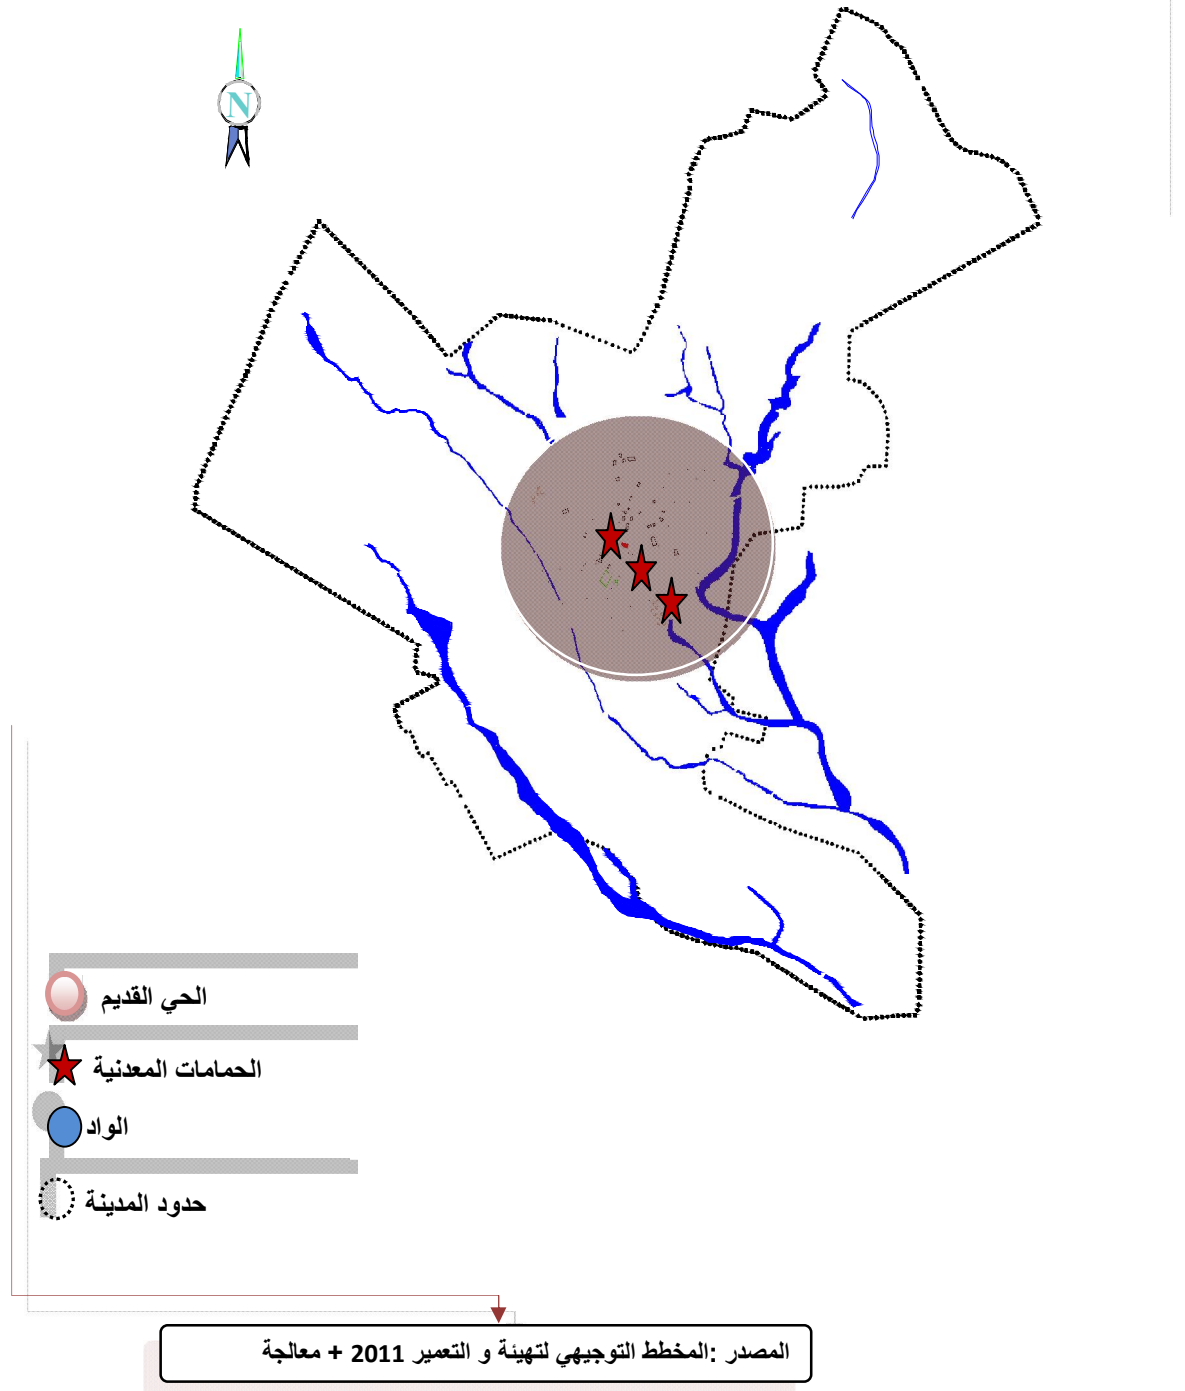 N
الحي القديم
الحمامات المعدنية
الواد
حدود المدينة
المصدر :المخطط التوجيهي لتهيئة و التعمير 2011 + معالجة